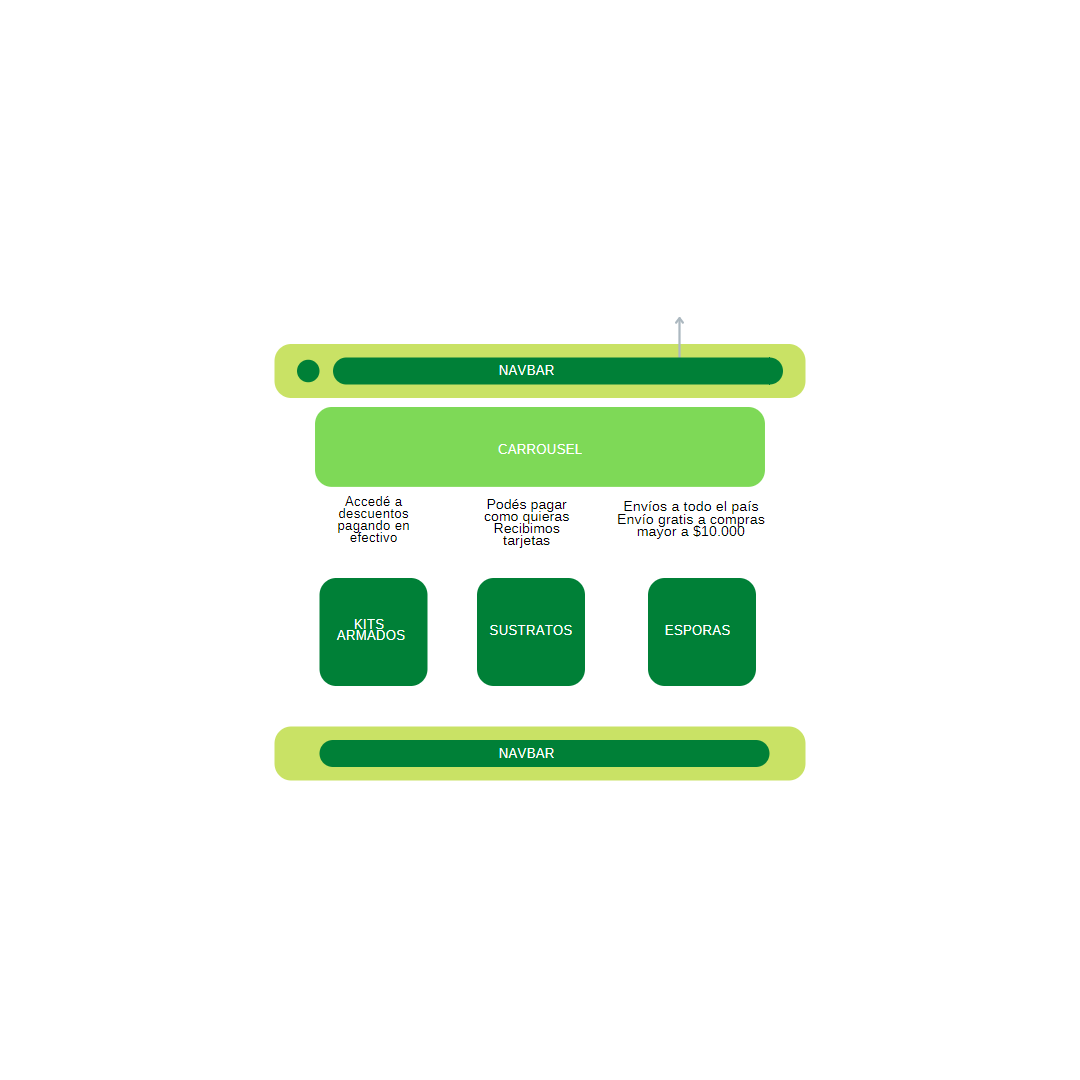 NAVBAR
CARROUSEL
Accedé a
descuentos
pagando en
efectivo
Podés pagar
como quieras
Recibimos
tarjetas
Envíos a todo el país
Envío gratis a compras
mayor a $10.000
KITS
ARMADOS
SUSTRATOS
ESPORAS
NAVBAR